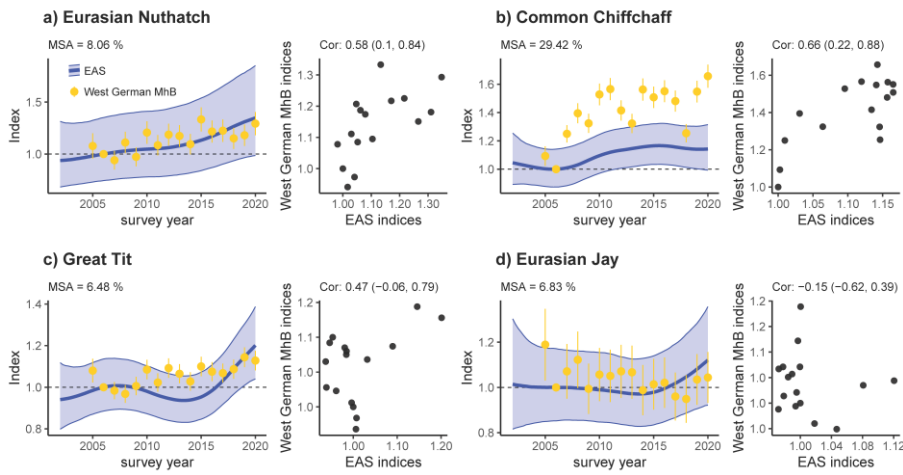 a) Eurasian Nuthatch
MSA = 8.06 %
EAS
West German MhB
Index
1.5
1.0
2005 2010 2015 2020
survey year
Cor: 0.58 (0.1, 0.84)
West German MhB indices
1.3
1.2
1.1
1.0
1.00 1.10 1.20 1.30
EAS indices
b) Common Chiffchaff
MSA = 29.42 %
Index
1.8
1.6
1.4
1.2
1.0
2005 2010 2015 2020
survey year
Cor: 0.66 (0.22, 0.88)
West German MhB indices
1.6
1.4
1.2
1.0
1.00 1.05 1.10 1.15
EAS indices
c) Great Tit
MSA = 6.48 %
Index
1.4
1.2
1.0
0.8
2005 2010 2015 2020
survey year
Cor: 0.47 (−0.06, 0.79)
West German MhB indices
1.2
1.1
1.0
1.0
1.00 1.05 1.10 1.15 1.20
EAS indices
d) Eurasian Jay
MSA = 6.83 %
Index
1.2
1.0
0.8
2005 2010 2015 2020
survey year
Cor: −0.15 (−0.62, 0.39)
West German MhB indices
1.2
1.2
1.0
1.0
1.0
1.0
1.00 1.04 1.08 1.12
EAS indices